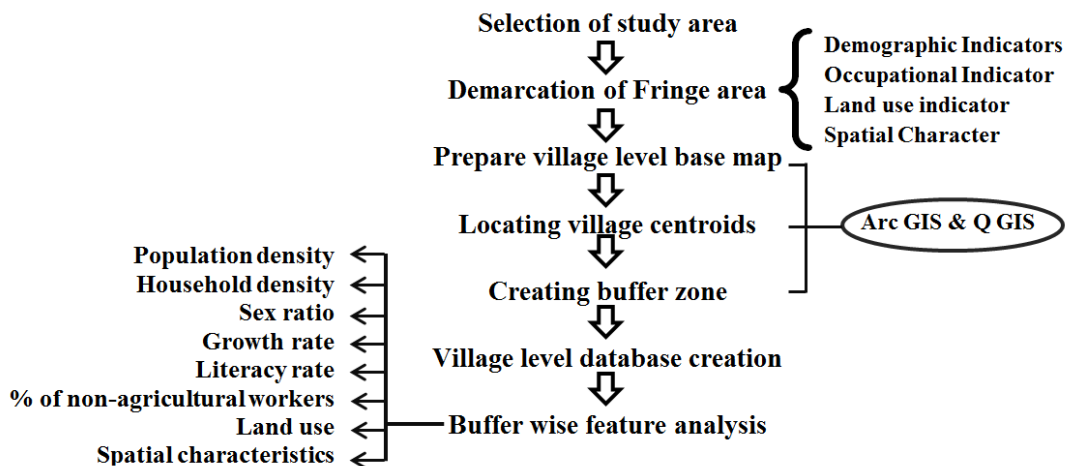 Selection of study area
Demarcation of Fringe area
Demographic Indicators
Occupational Indicator
Land use indicator
Spatial Character
Prepare village level base map
Locating village centroids
Creating buffer zone
Arc GIS & Q GIS
Village level database creation
Buffer wise feature analysis
Population density
Household density
Sex ratio
Growth rate
Literacy rate
% of non-agricultural workers
Land use
Spatial characteristics